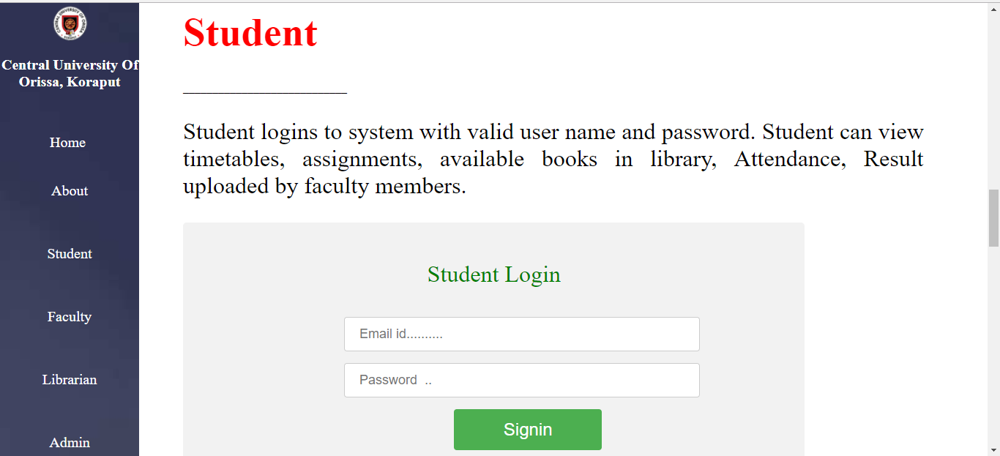 Central University Of
Orissa, Koraput
Home
About
Student
Faculty
Librarian
Admin
Student
Student logins to system with valid user name and password. Student can view
timetables, assignments, available books in library, Attendance, Result
uploaded by faculty members.
Student Login
Email id..........
Password ..
Signin